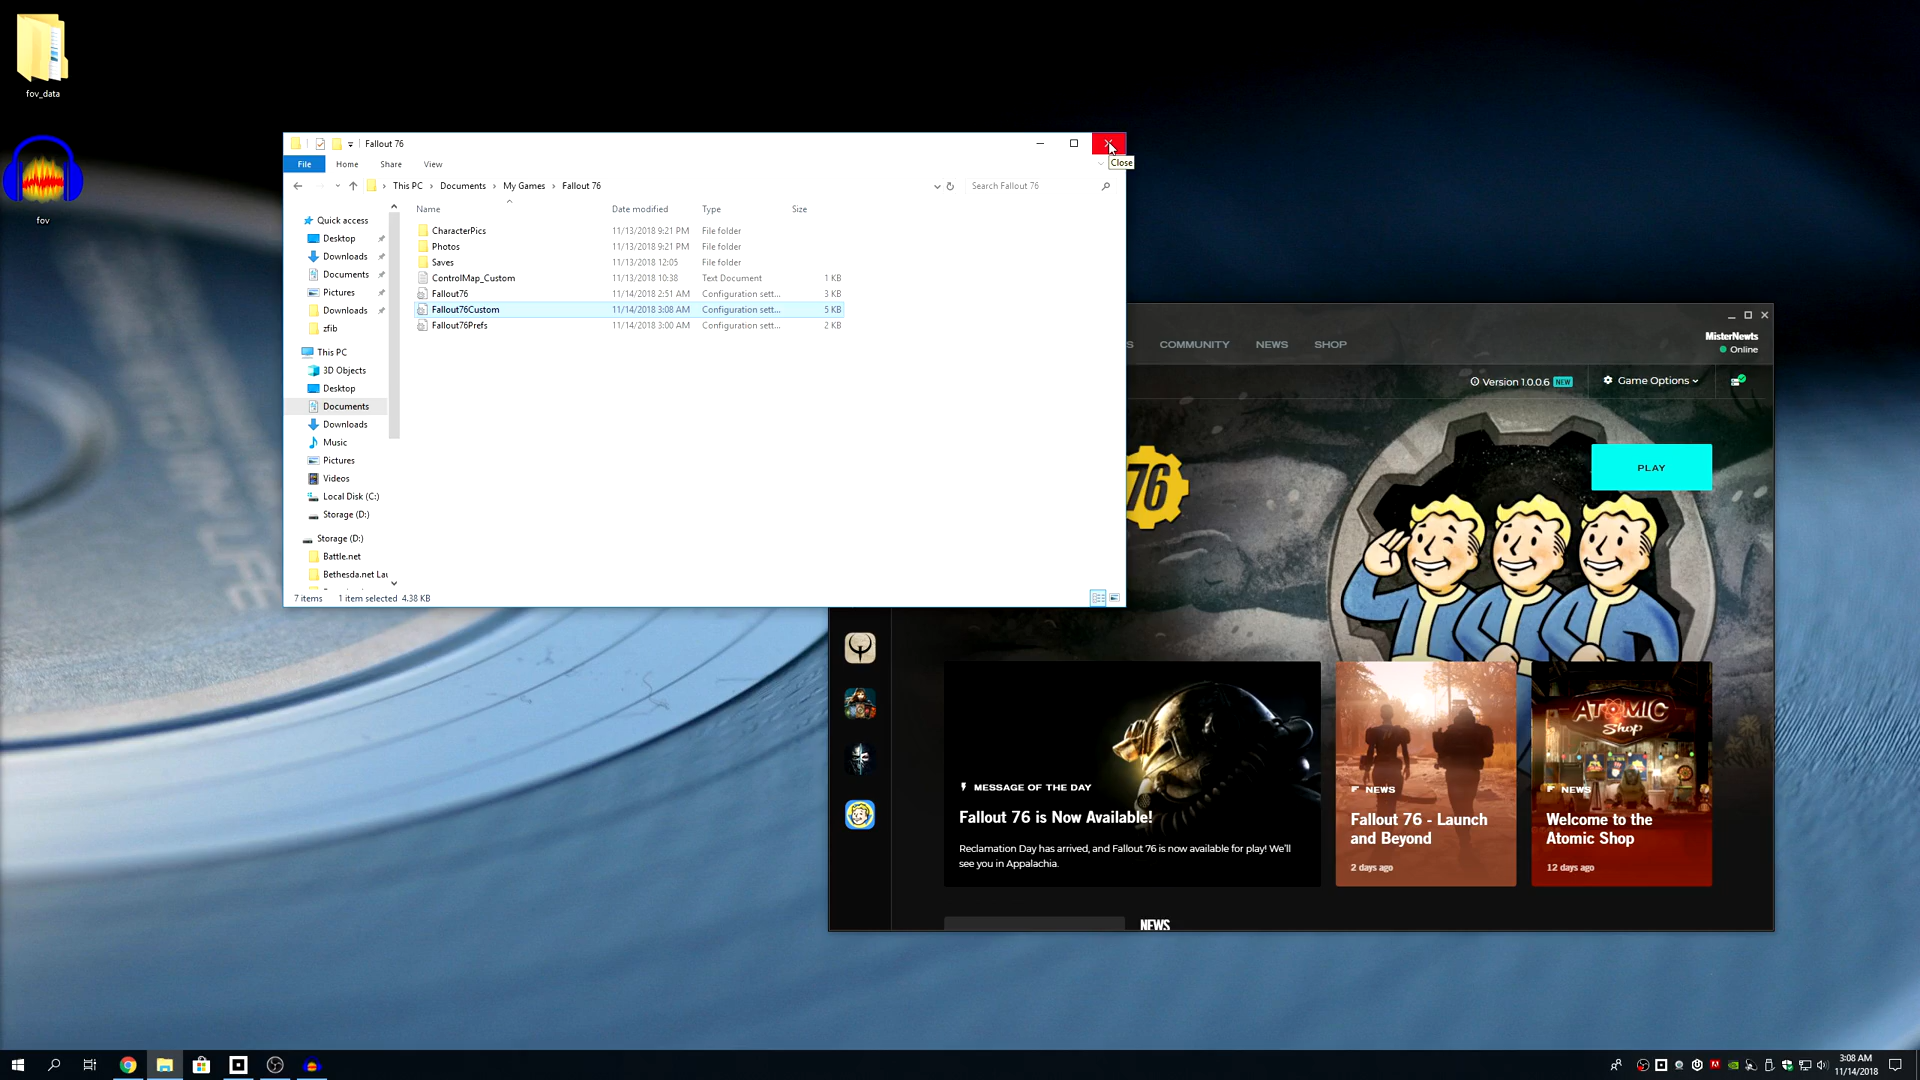 fov_data
fov
Fallout 76
File Home Share View
Close
This PC Documents My Games Fallout 76
Search Fallout 76
Name Date modified Type Size
CharacterPics 11/13/2018 9:21 PM File folder
Photos 11/13/2018 9:21 PM File folder
Saves 11/13/2018 12:05 File folder
ControlMap_Custom 11/13/2018 10:38 Text Document 1 KB
Fallout76 11/14/2018 2:51 AM Configuration sett... 3 KB
Fallout76Custom 11/14/2018 3:08 AM Configuration sett... 5 KB
Fallout76Prefs 11/14/2018 3:00 AM Configuration sett... 2 KB
Quick access
Desktop
Downloads
Documents
Pictures
Downloads
zfib
This PC
3D Objects
Desktop
Documents
Downloads
Music
Pictures
Videos
Local Disk (C:)
Storage (D:)
Storage (D:)
Battle.net
Bethesda.net Lau
7 items 1 item selected 4.38 KB
S COMMUNITY NEWS SHOP
MisterNewts
Online
Version 1.0.0.6 NEW
Game Options
76
PLAY
MESSAGE OF THE DAY
Fallout 76 is Now Available!
Reclamation Day has arrived, and Fallout 76 is now available for play! We'll
see you in Appalachia.
NEWS
Fallout 76 - Launch
and Beyond
2 days ago
ATOMIC
Shop
NEWS
Welcome to the
Atomic Shop
12 days ago
NEWS
3:08 AM
11/14/2018